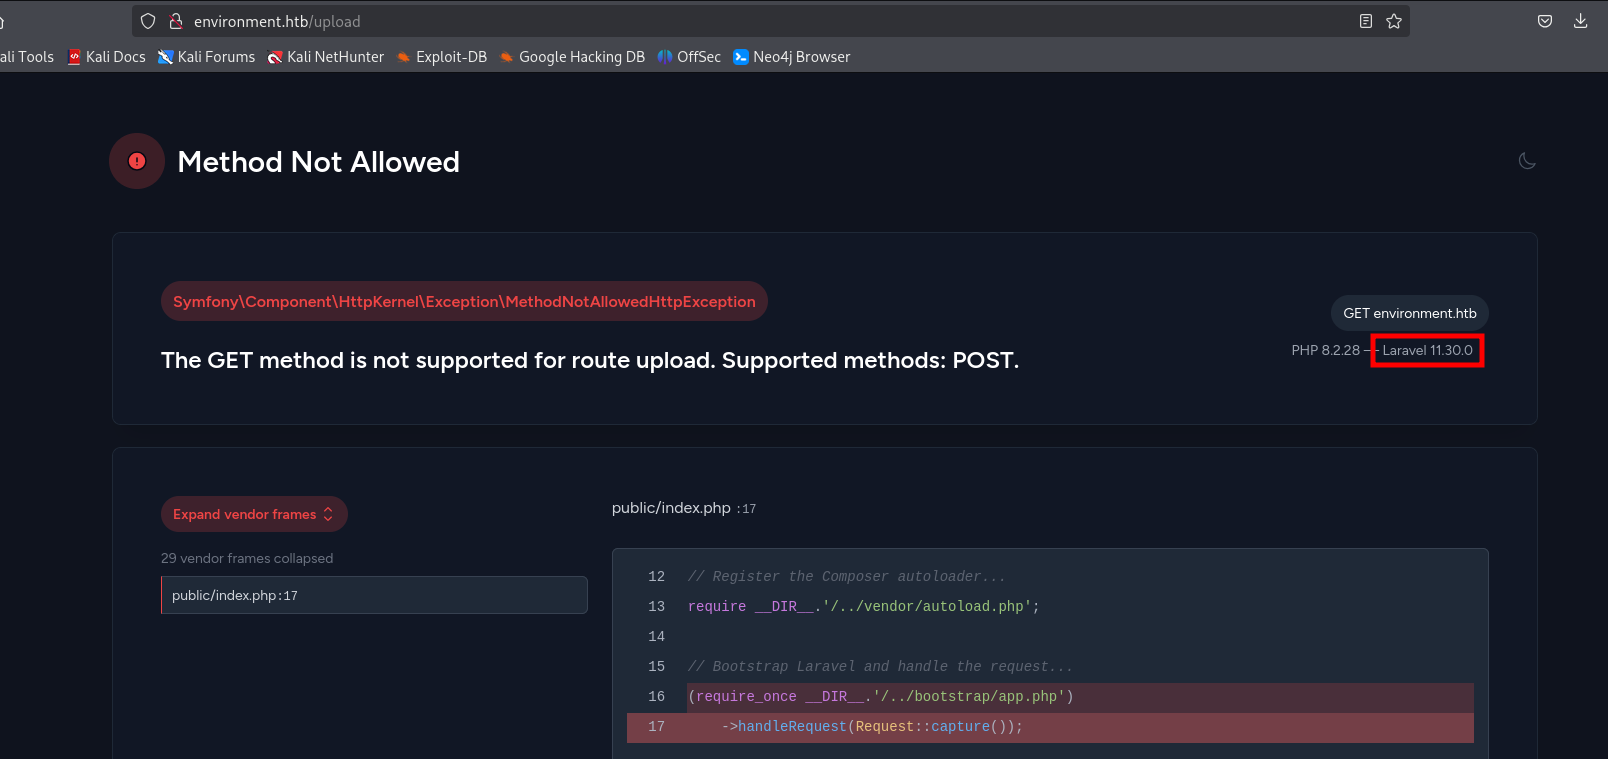 environment.htb/upload
ali Tools Kali Docs Kali Forums Kali NetHunter Exploit-DB Google Hacking DB OffSec Neo4j Browser
Method Not Allowed
Symfony\Component\HttpKernel\Exception\MethodNotAllowedHttpException
GET environment.htb
The GET method is not supported for route upload. Supported methods: POST.
PHP 8.2.28 — Laravel 11.30.0
Expand vendor frames
public/index.php :17
29 vendor frames collapsed
public/index.php:17
12 // Register the Composer autoloader...
13 require __DIR__.'/../vendor/autoload.php';
14
15 // Bootstrap Laravel and handle the request...
16 (require_once __DIR__.'/../bootstrap/app.php')
17 ->handleRequest(Request::capture());